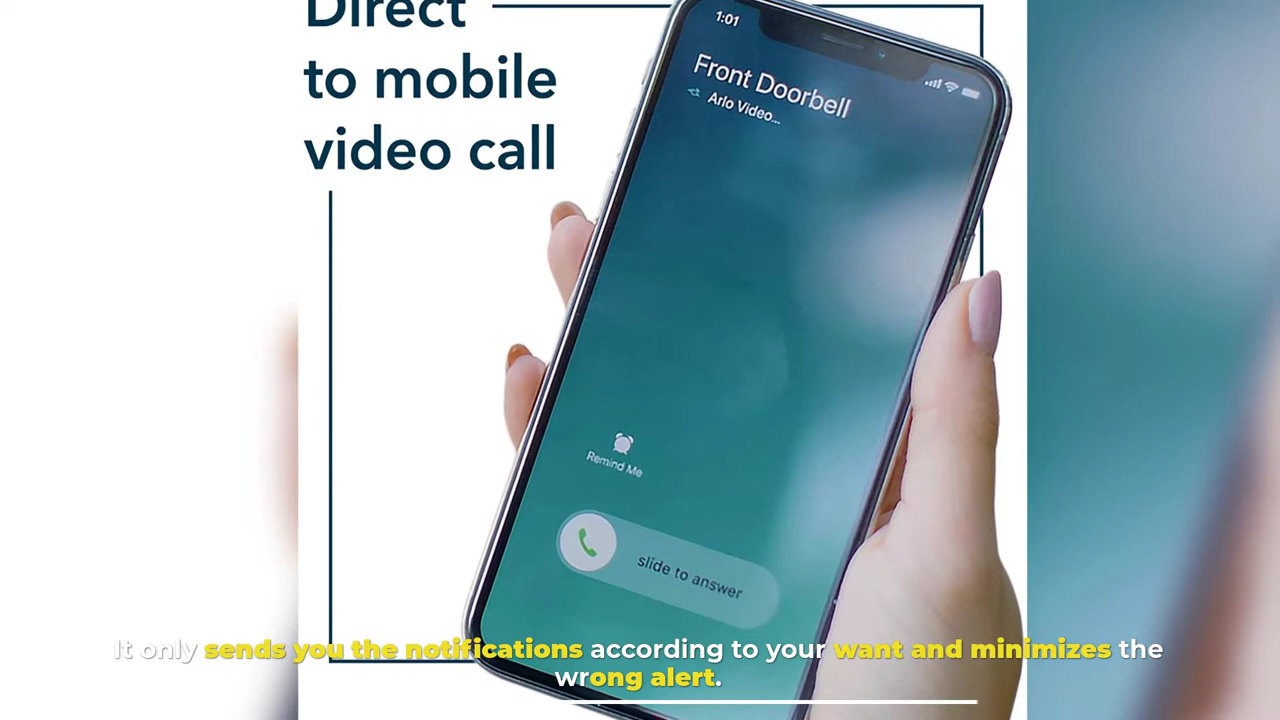 Direct
to mobile
video call
1:01
Front Doorbell
Arlo Video...
Remind Me
slide to answer
It only sends you the notifications according to your want and minimizes the
wrong alert.